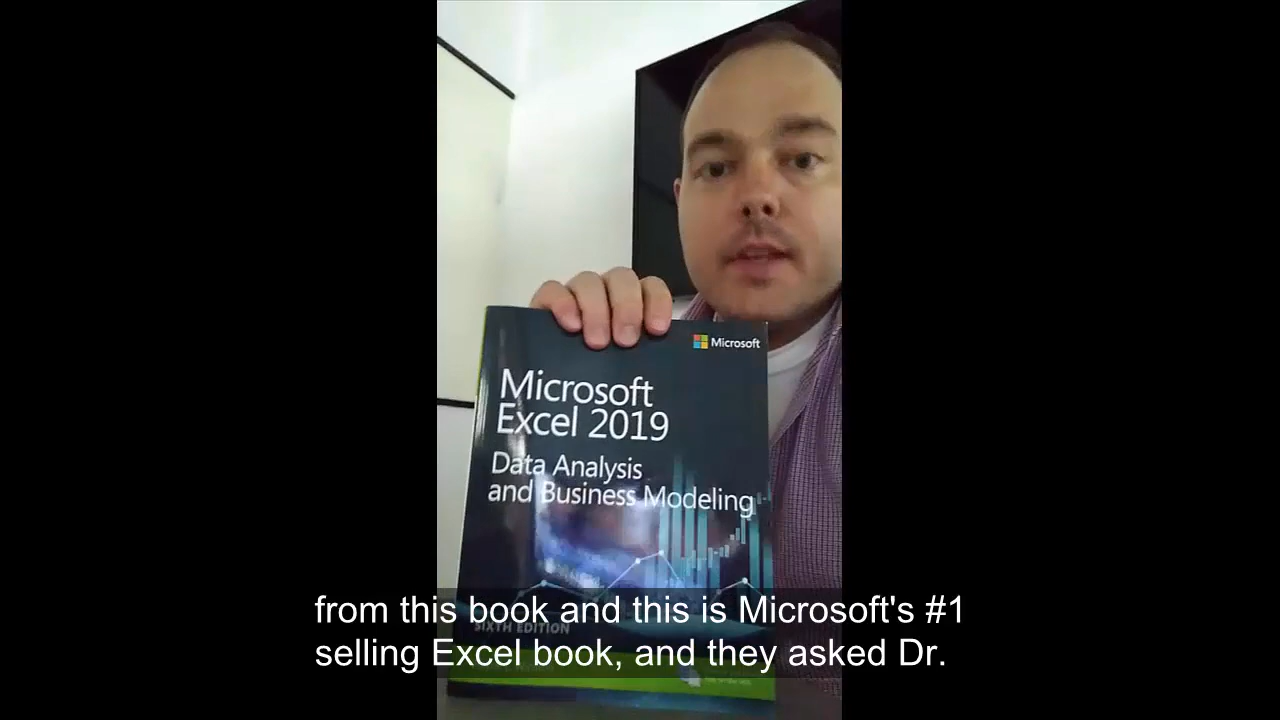 Microsoft
Microsoft
Excel 2019
Data Analysis
and Business Modeling
SIXTH EDITION
from this book and this is Microsoft's #1
selling Excel book, and they asked Dr.